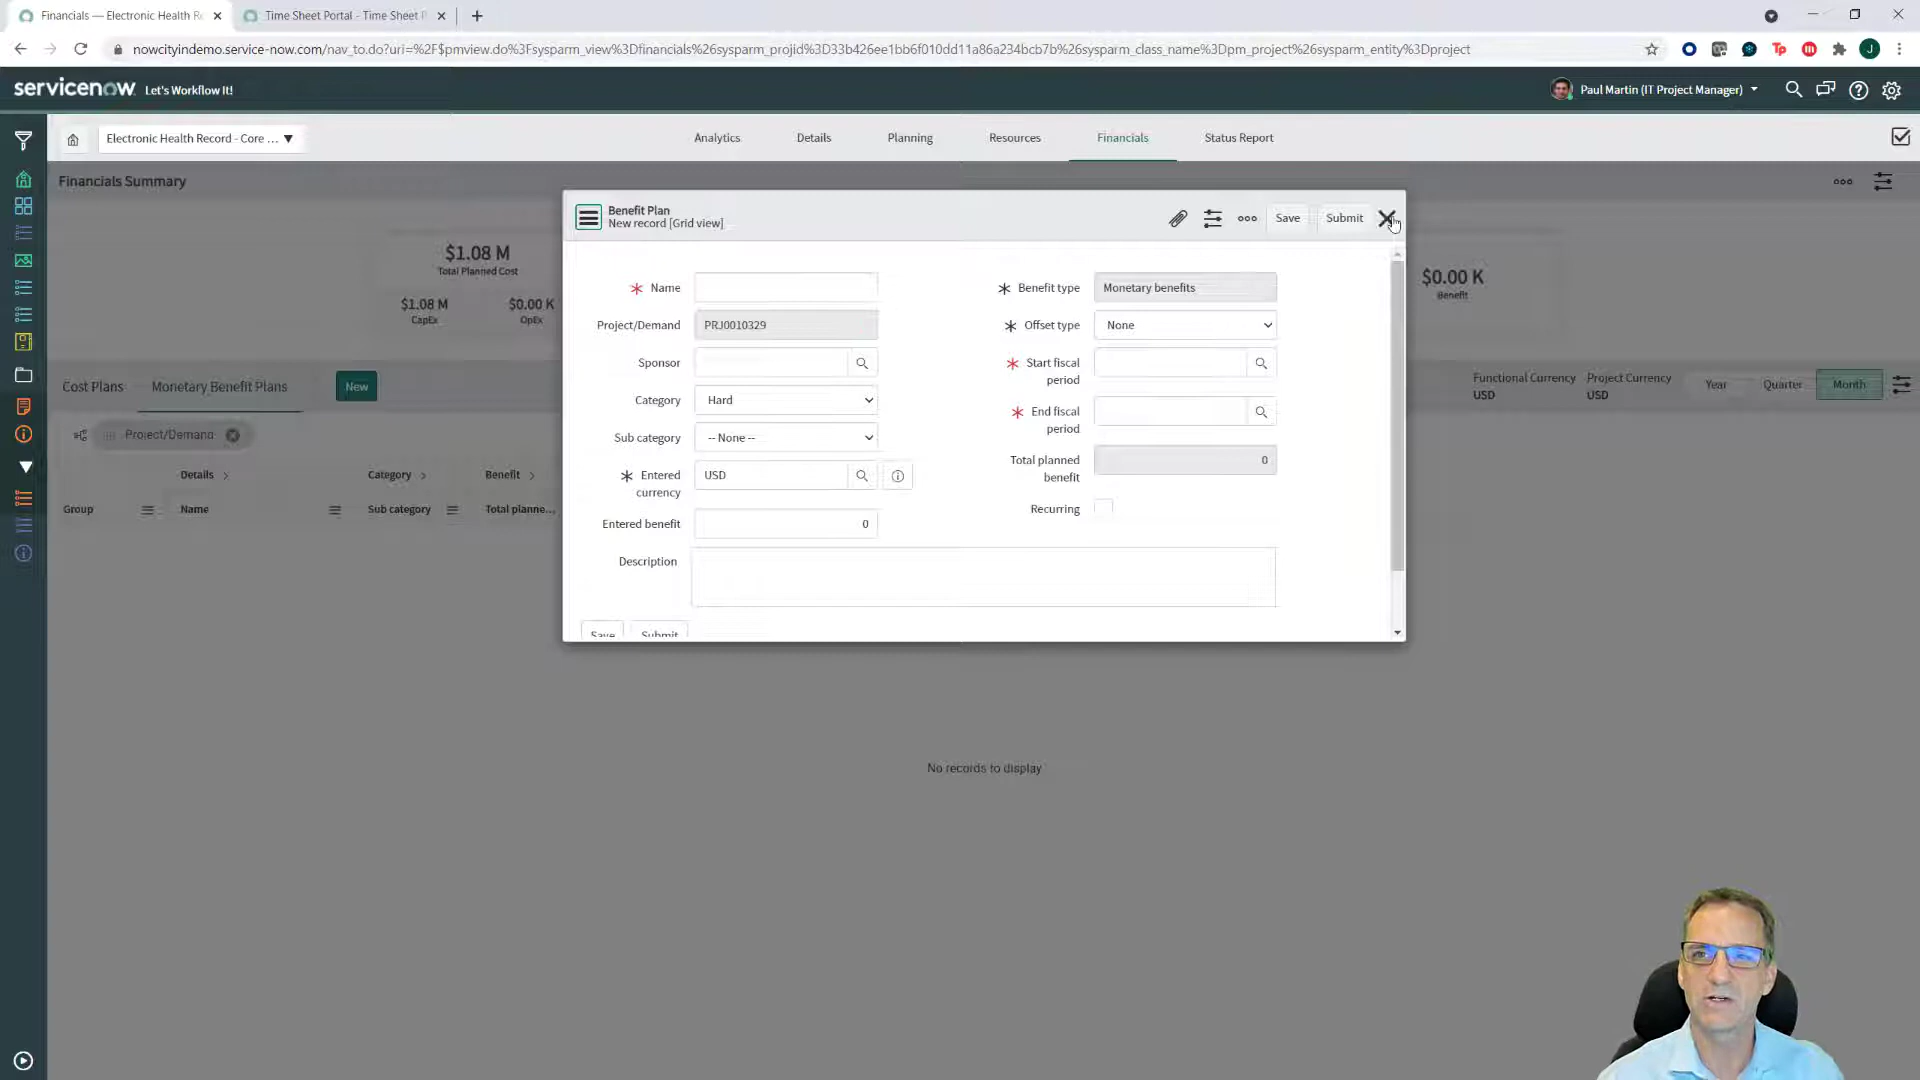 Financials — Electronic Health Re
Time Sheet Portal - Time Sheet P
nowcityindemo.service-now.com/nav_to.do?uri=%2F$pmview.do%3Fsysparm_view%3Dfinancials%26sysparm_projid%3D33b426ee1bb6f010dd11a86a234bcb7b%26sysparm_class_name%3Dpm_project%26sysparm_entity%3Dproject
Tp
m
J
servicenow. Let's Workflow It!
Paul Martin (IT Project Manager)
Electronic Health Record - Core ...
Analytics
Details
Planning
Resources
Financials
Status Report
Financials Summary
$1.08 M
Total Planned Cost
$1.08 M
CapEx
$0.00 K
OpEx
$0.00 K
Benefit
Cost Plans
Monetary Benefit Plans
New
Functional Currency
USD
Project Currency
USD
Year
Quarter
Month
Project/Demand
Details
Category
Benefit
Group
Name
Sub category
Total planne...
No records to display
Benefit Plan
New record [Grid view]
Save
Submit
Name
Project/Demand PRJ0010329
Sponsor
Category Hard
Sub category -- None --
Entered currency USD
Entered benefit 0
Description
Benefit type Monetary benefits
Offset type None
Start fiscal
period
End fiscal
period
Total planned
benefit
0
Recurring
Save
Submit